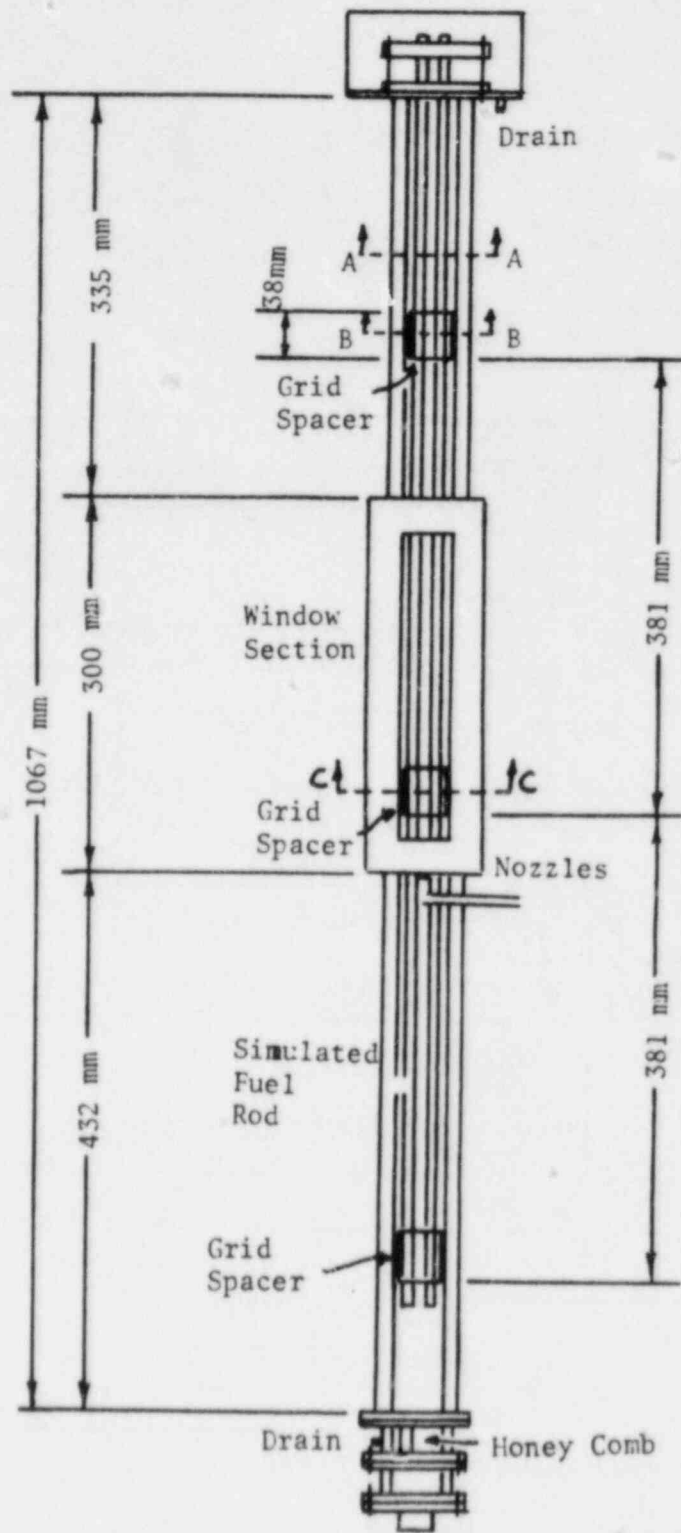 Drain
335 mm
A
A
38mm
B
B
Grid
Spacer
1067 mm
300 mm
Window
Section
381 mm
C
C
Grid
Spacer
Nozzles
432 mm
Simulated
Fuel
Rod
381 mm
Grid
Spacer
Drain
Honey Comb